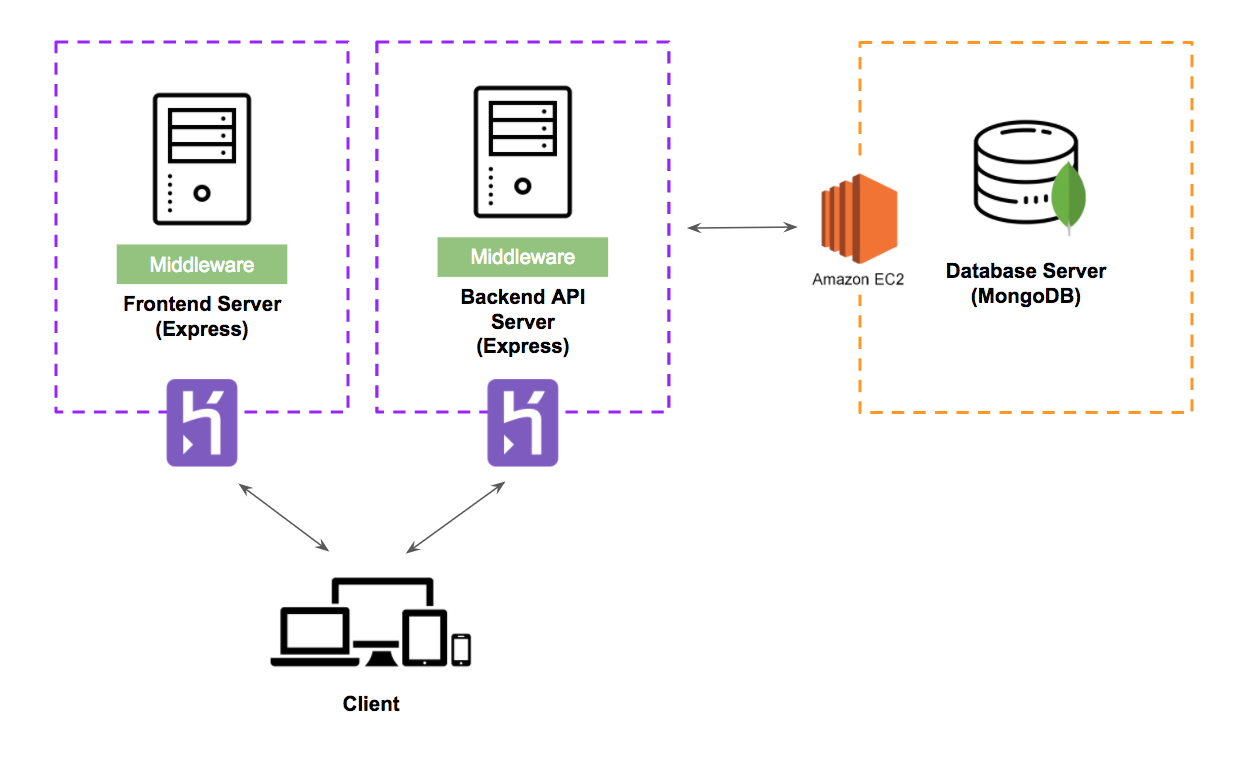 Middleware
Frontend Server
(Express)
Middleware
Backend API
Server
(Express)
Amazon EC2
Database Server
(MongoDB)
Client